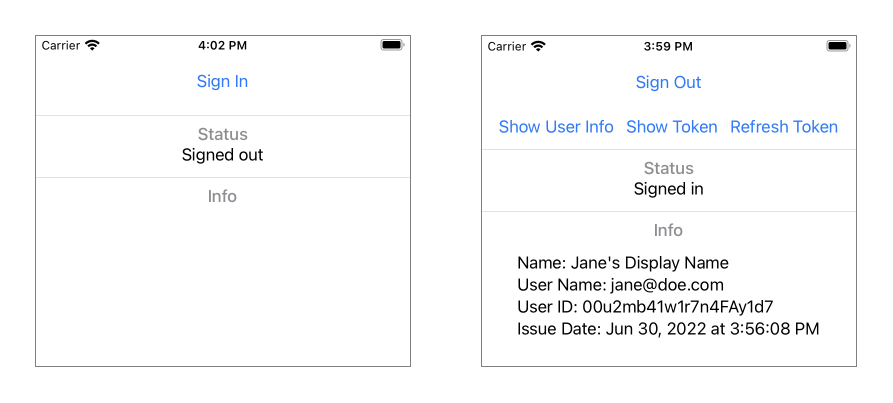 Carrier 4:02 PM
Sign In
Status
Signed out
Info
Carrier 3:59 PM
Sign Out
Show User Info Show Token Refresh Token
Status
Signed in
Info
Name: Jane's Display Name
User Name: jane@doe.com
User ID: 00u2mb41w1r7n4FAy1d7
Issue Date: Jun 30, 2022 at 3:56:08 PM